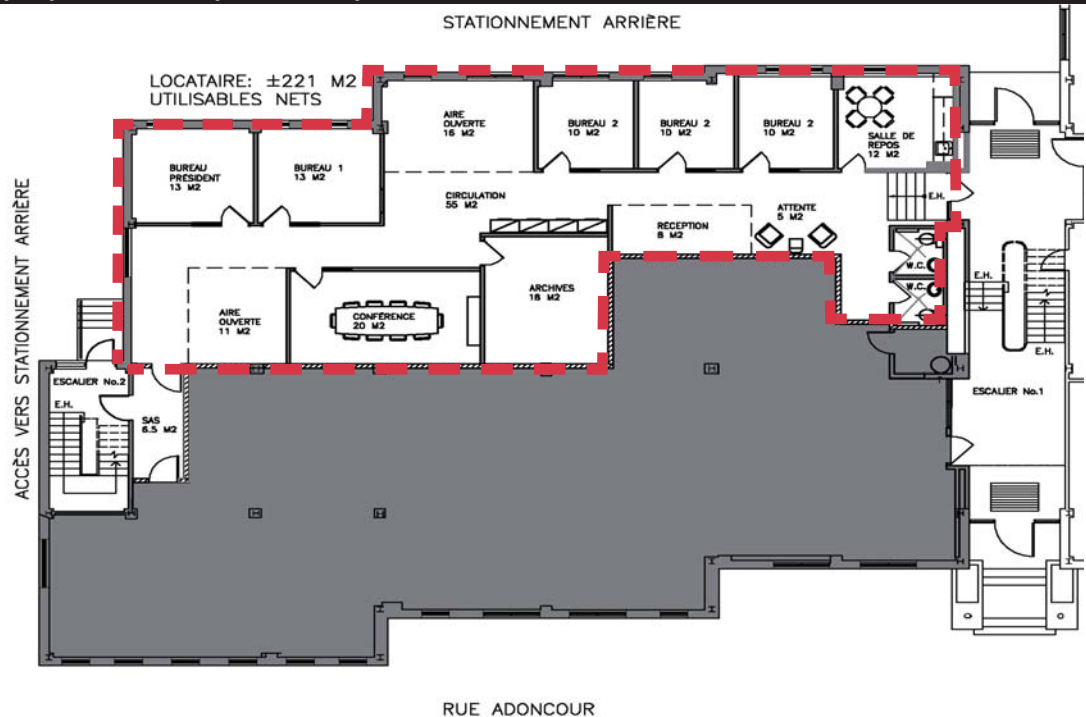 STATIONNEMENT ARRIÈRE
LOCATAIRE: ±221 M2
UTILISABLES NETS
AIRE
OUVERTE
16 M2
BUREAU 2
10 M2
BUREAU 2
10 M2
BUREAU 2
10 M2
SALLE DE
REPOS
12 M2
BUREAU
PRÉSIDENT
13 M2
BUREAU 1
13 M2
CIRCULATION
55 M2
RÉCEPTION
8 M2
ATTENTE
5 M2
E.H.
W.C.
W.C.
AIRE
OUVERTE
11 M2
CONFÉRENCE
20 M2
ARCHIVES
18 M2
E.H.
E.H.
ESCALIER No.1
ESCALIER No.2
E.H.
SAS
6.5 M2
ACCÈS VERS STATIONNEMENT ARRIÈRE
RUE ADONCOUR